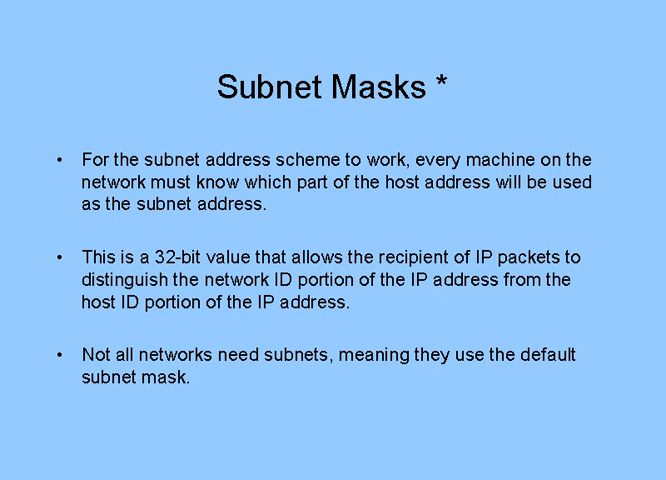 Subnet Masks *
• For the subnet address scheme to work, every machine on the
network must know which part of the host address will be used
as the subnet address.
• This is a 32-bit value that allows the recipient of IP packets to
distinguish the network ID portion of the IP address from the
host ID portion of the IP address.
• Not all networks need subnets, meaning they use the default
subnet mask.